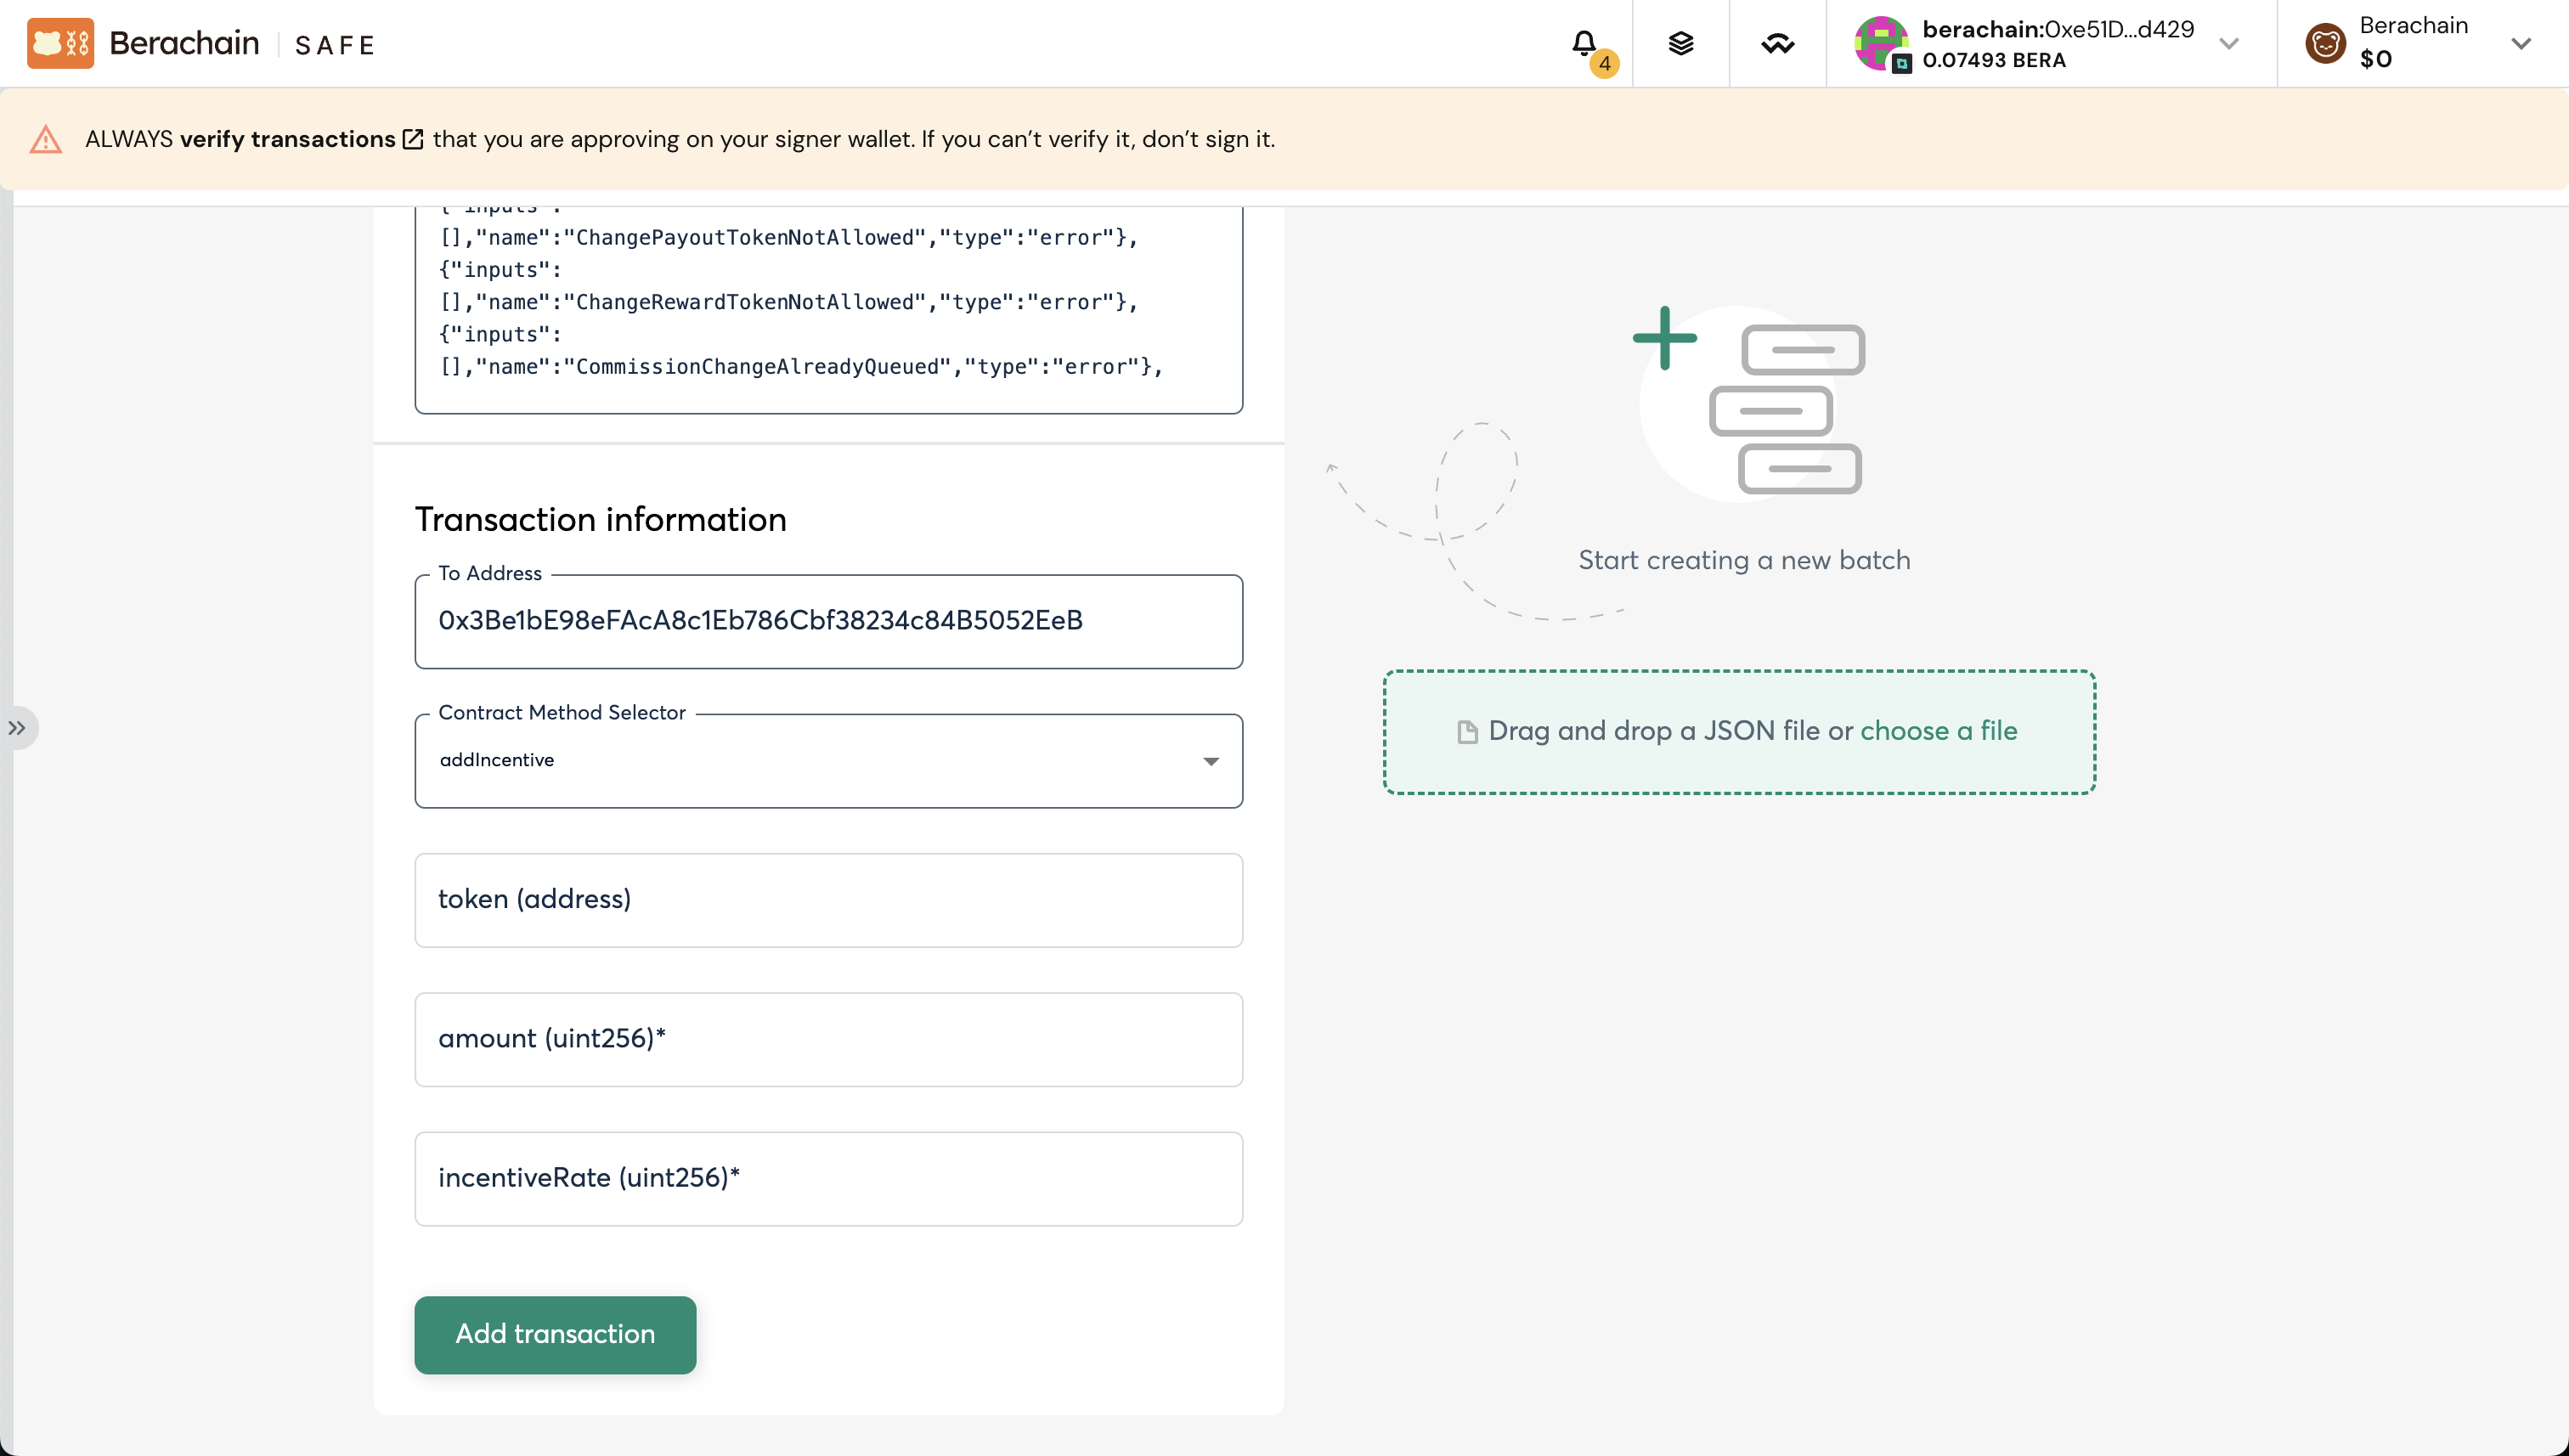 Berachain SAFE
4
berachain:0xe51D...d429
0.07493 BERA
Berachain
$0
ALWAYS verify transactions that you are approving on your signer wallet. If you can't verify it, don't sign it.
{"inputs":
[],"name":"ChangePayoutTokenNotAllowed","type":"error"},
{"inputs":
[],"name":"ChangeRewardTokenNotAllowed","type":"error"},
{"inputs":
[],"name":"CommissionChangeAlreadyQueued","type":"error"},
Transaction information
To Address
0x3Be1bE98eFAcA8c1Eb786Cbf38234c84B5052EeB
Contract Method Selector
addIncentive
token (address)
amount (uint256)*
incentiveRate (uint256)*
Add transaction
Start creating a new batch
Drag and drop a JSON file or choose a file